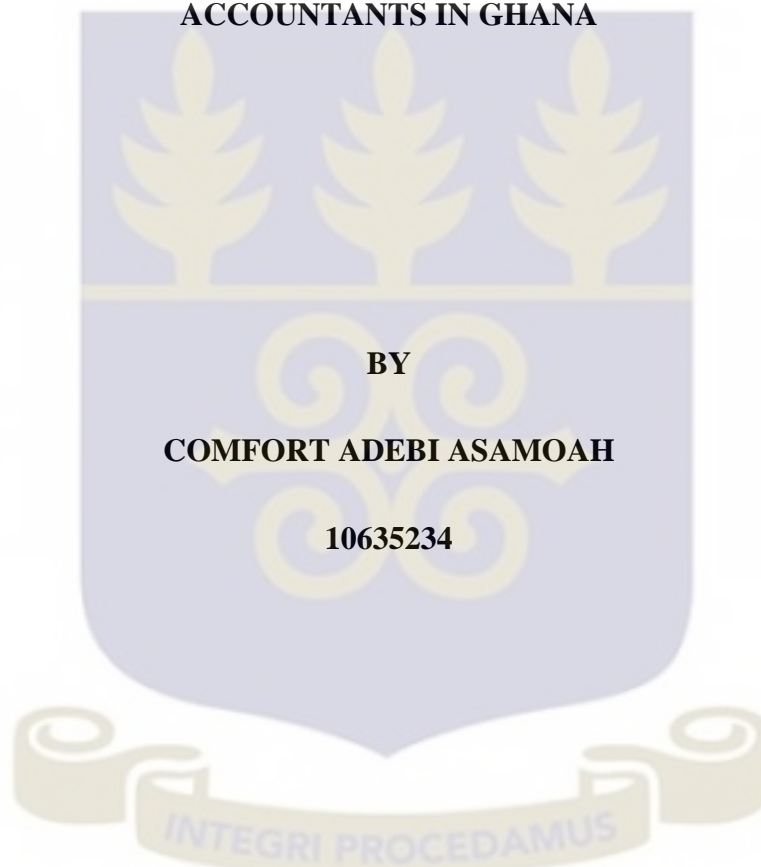 ACCOUNTANTS IN GHANA
BY
COMFORT ADEBI ASAMOAH
10635234
INTEGRI PROCEDAMUS